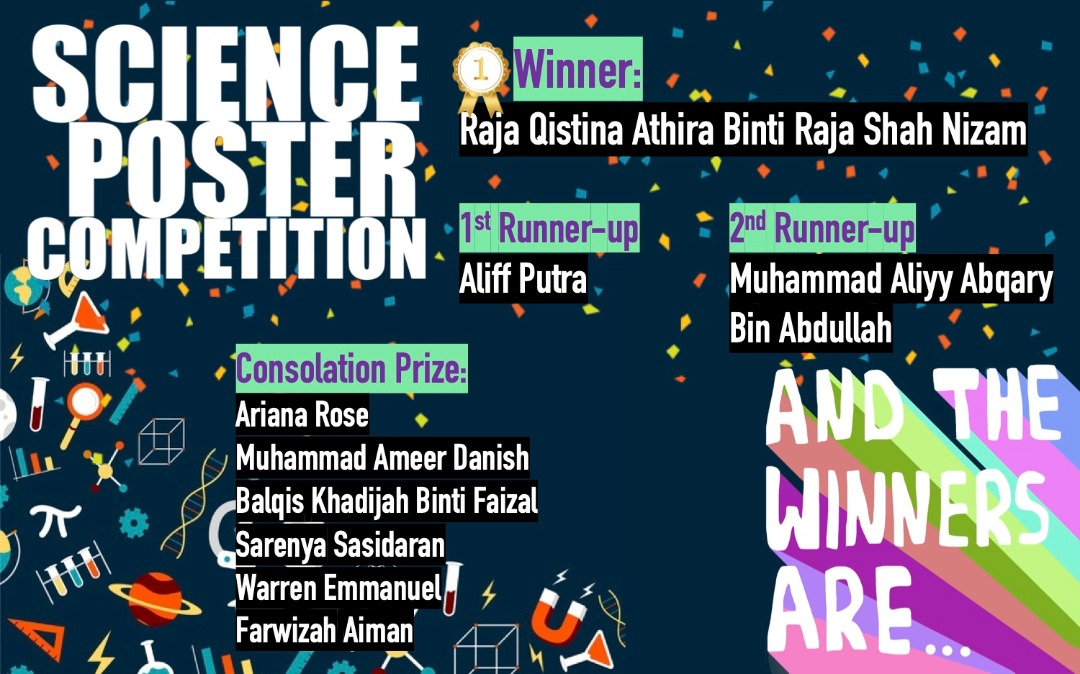 SCIENCE
POSTER
COMPETITION
1
Winner:
Raja Qistina Athira Binti Raja Shah Nizam
1st Runner-up
Aliff Putra
2nd Runner-up
Muhammad Aliyy Abqary
Bin Abdullah
Consolation Prize:
Ariana Rose
Muhammad Ameer Danish
Balqis Khadijah Binti Faizal
Sarenya Sasidaran
Warren Emmanuel
Farwizah Aiman
AND THE
WINNERS
ARE...
π